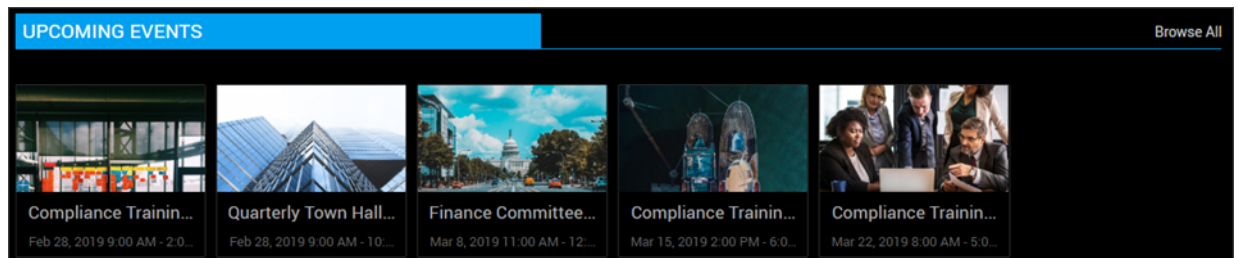 UPCOMING EVENTS
Browse All
Compliance Trainin...
Quarterly Town Hall...
Finance Committee...
Compliance Trainin...
Compliance Trainin...
Feb 28, 2019 9:00 AM - 2:0...
Feb 28, 2019 9:00 AM - 10:...
Mar 8, 2019 11:00 AM - 12:...
Mar 15, 2019 2:00 PM - 6:0...
Mar 22, 2019 8:00 AM - 5:0...